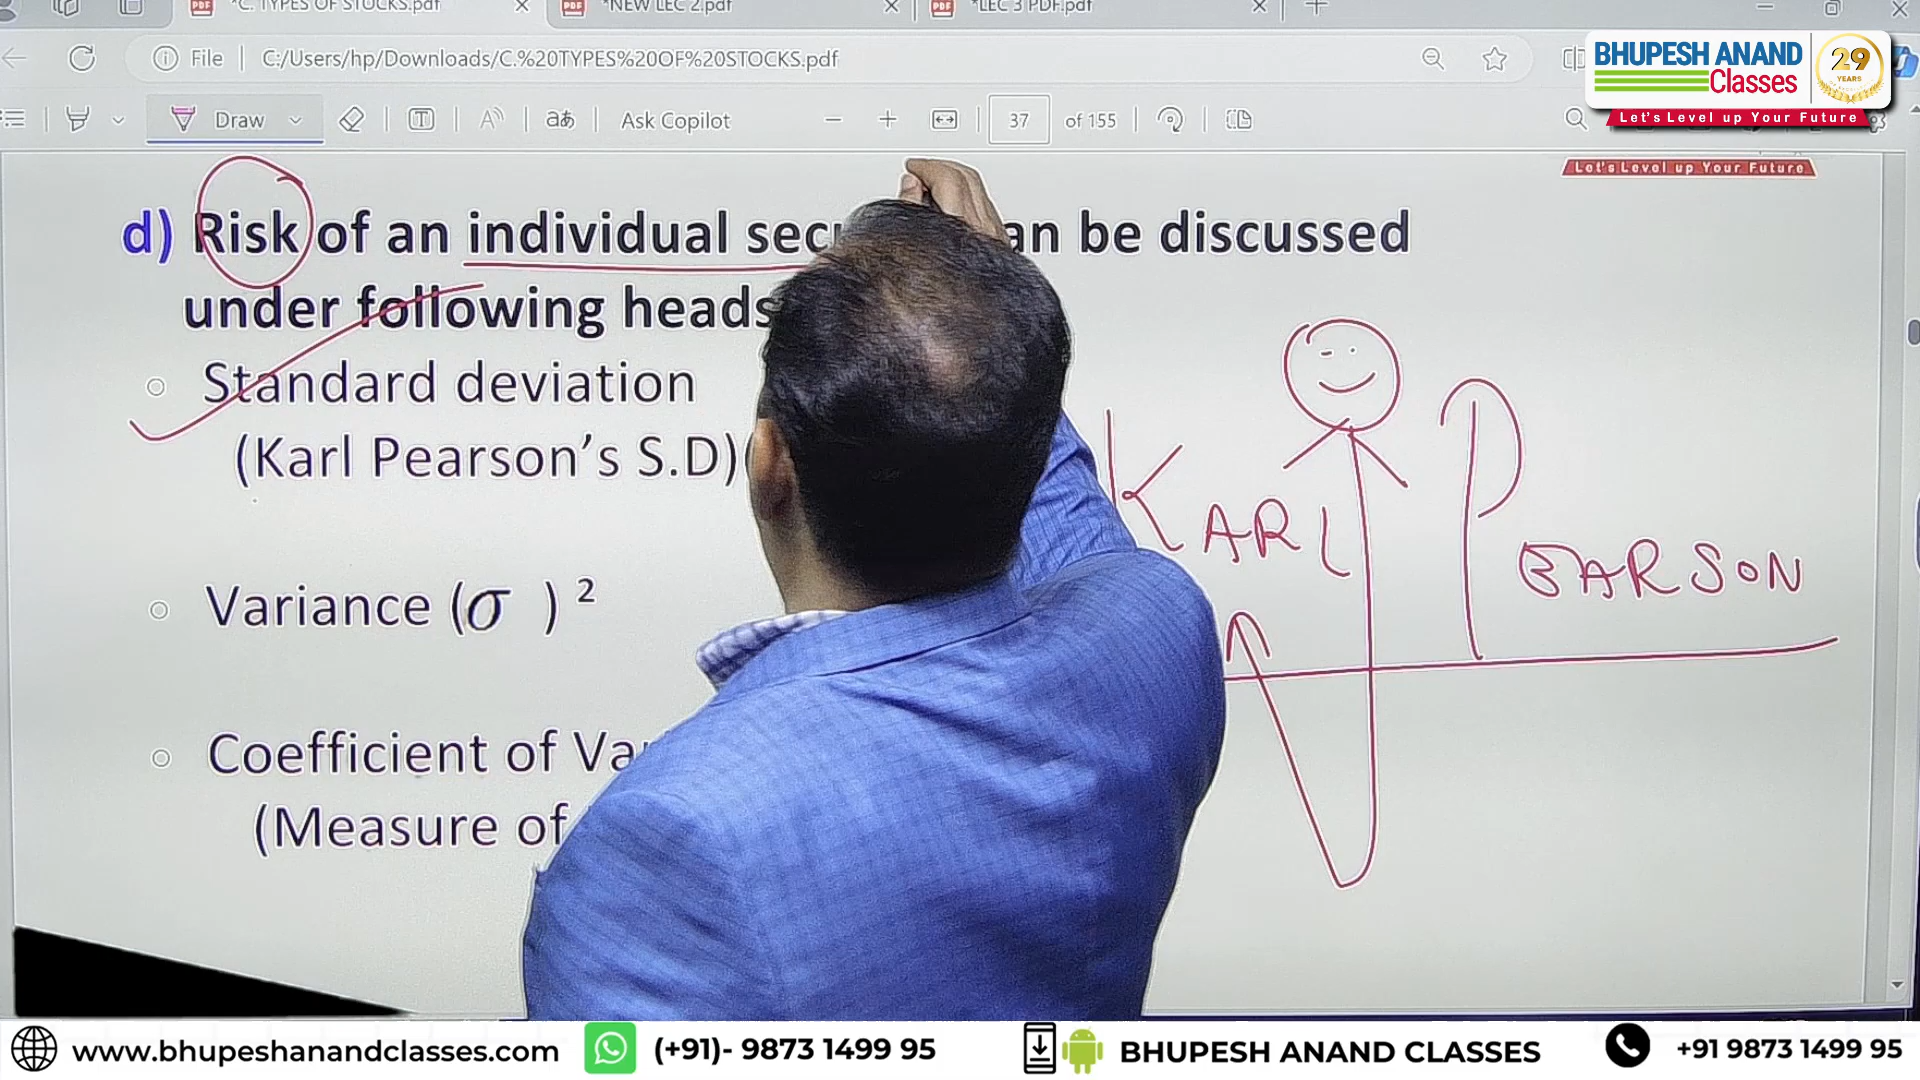 *C. TYPES OF STOCKS.pdf
*NEW LEC 2.pdf
*LEC 3 PDF.pdf
File
C:/Users/hp/Downloads/C.%20TYPES%20OF%20STOCKS.pdf
BHUPESH ANAND
Classes
29
YEARS
Let's Level up Your Future
Draw
aあ
Ask Copilot
37
of 155
Let's Level up Your Future
d) Risk of an individual be discussed
under following heads
Standard deviation
(Karl Pearson's S.D)
KARL PEARSON
Variance (σ ) ²
Coefficient of
(Measure of
www.bhupeshanandclasses.com
(+91)- 9873 1499 95
BHUPESH ANAND CLASSES
+91 9873 1499 95